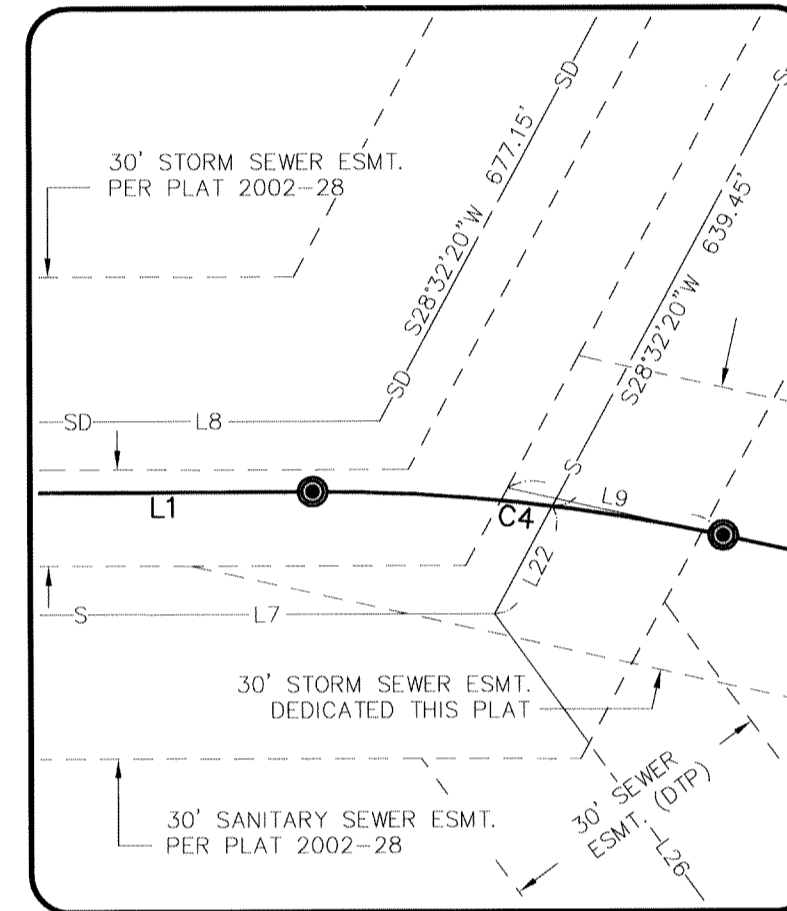 30' STORM SEWER ESMT.
PER PLAT 2002-28
SD
S28°32'20"W 677.15'
SD
S
S28°32'20"W 639.45'
S
SD
L8
L1
C4
L9
L22
S
L7
30' STORM SEWER ESMT.
DEDICATED THIS PLAT
30' SANITARY SEWER ESMT.
PER PLAT 2002-28
30' SEWER
ESMT. (DTP)
L26